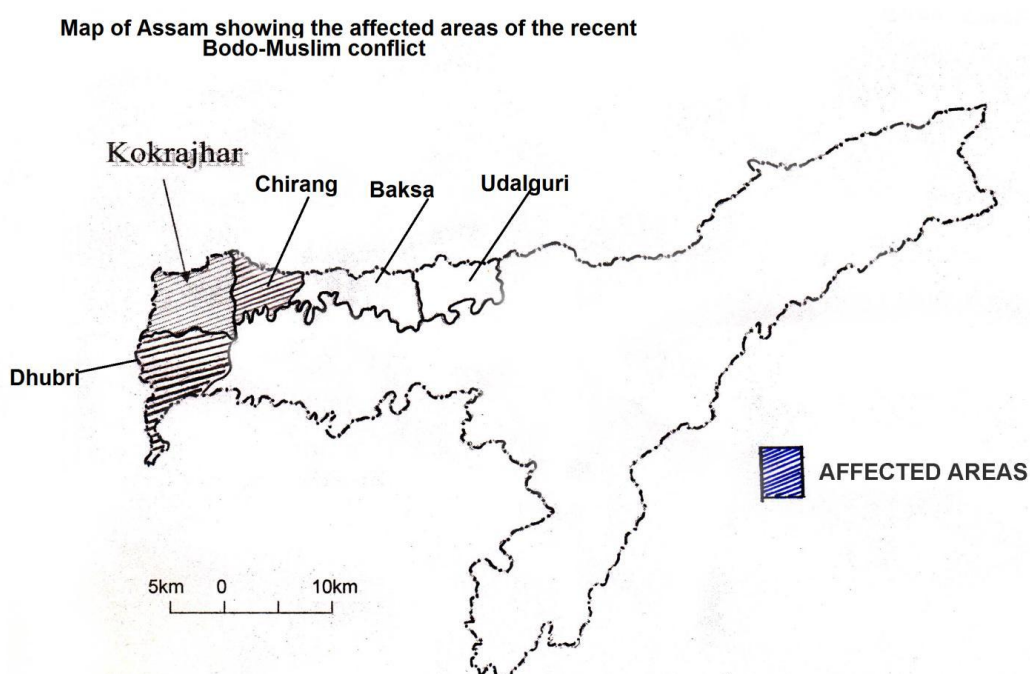 Map of Assam showing the affected areas of the recent
Bodo-Muslim conflict
Kokrajhar
Chirang
Baksa
Udalguri
Dhubri
AFFECTED AREAS
5km 0 10km